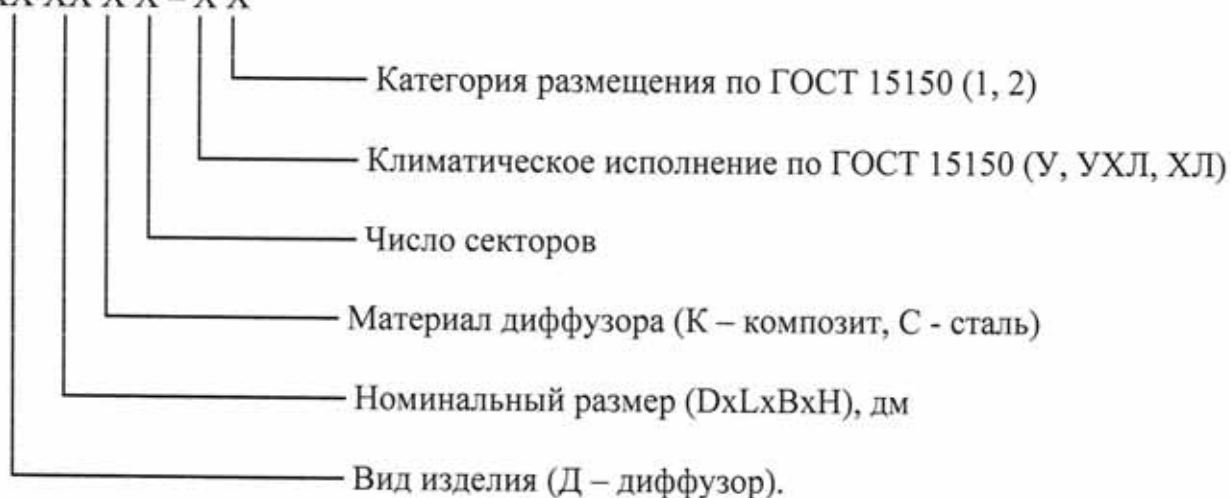 Категория размещения по ГОСТ 15150 (1, 2)
Климатическое исполнение по ГОСТ 15150 (У, УХЛ, ХЛ)
Число секторов
Материал диффузора (К – композит, С - сталь)
Номинальный размер (DxLxBxH), дм
Вид изделия (Д – диффузор).